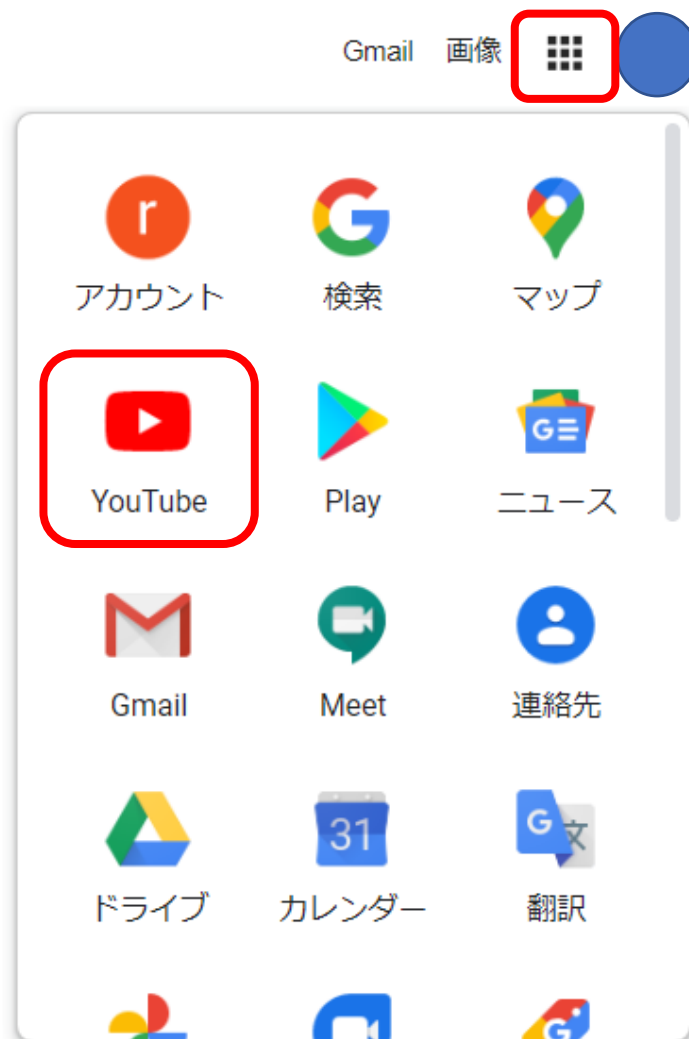 Gmail 画像
r
アカウント 検索 マップ
G≡
YouTube Play ニュース
Gmail Meet 連絡先
31 G 文
ドライブ カレンダー 翻訳
G